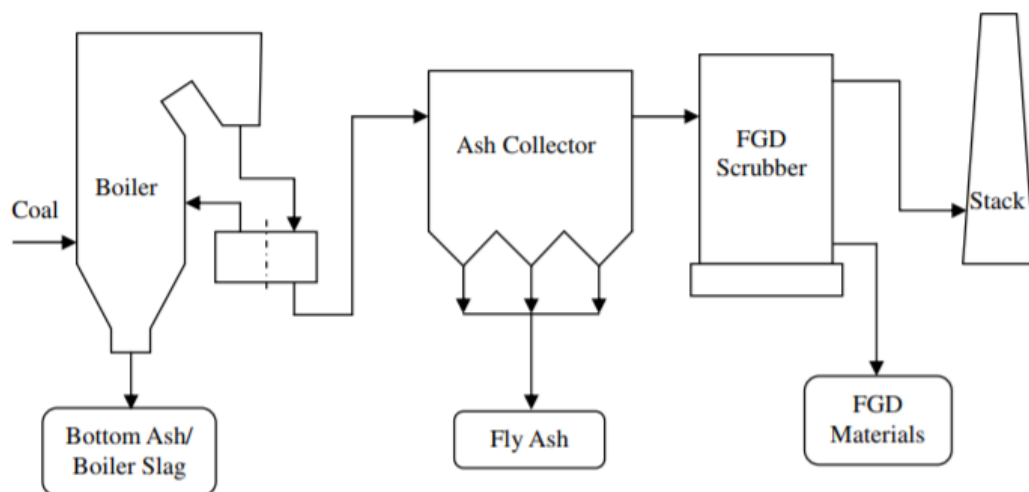 Coal
Boiler
Ash Collector
FGD
Scrubber
Stack
Bottom Ash/
Boiler Slag
Fly Ash
FGD
Materials